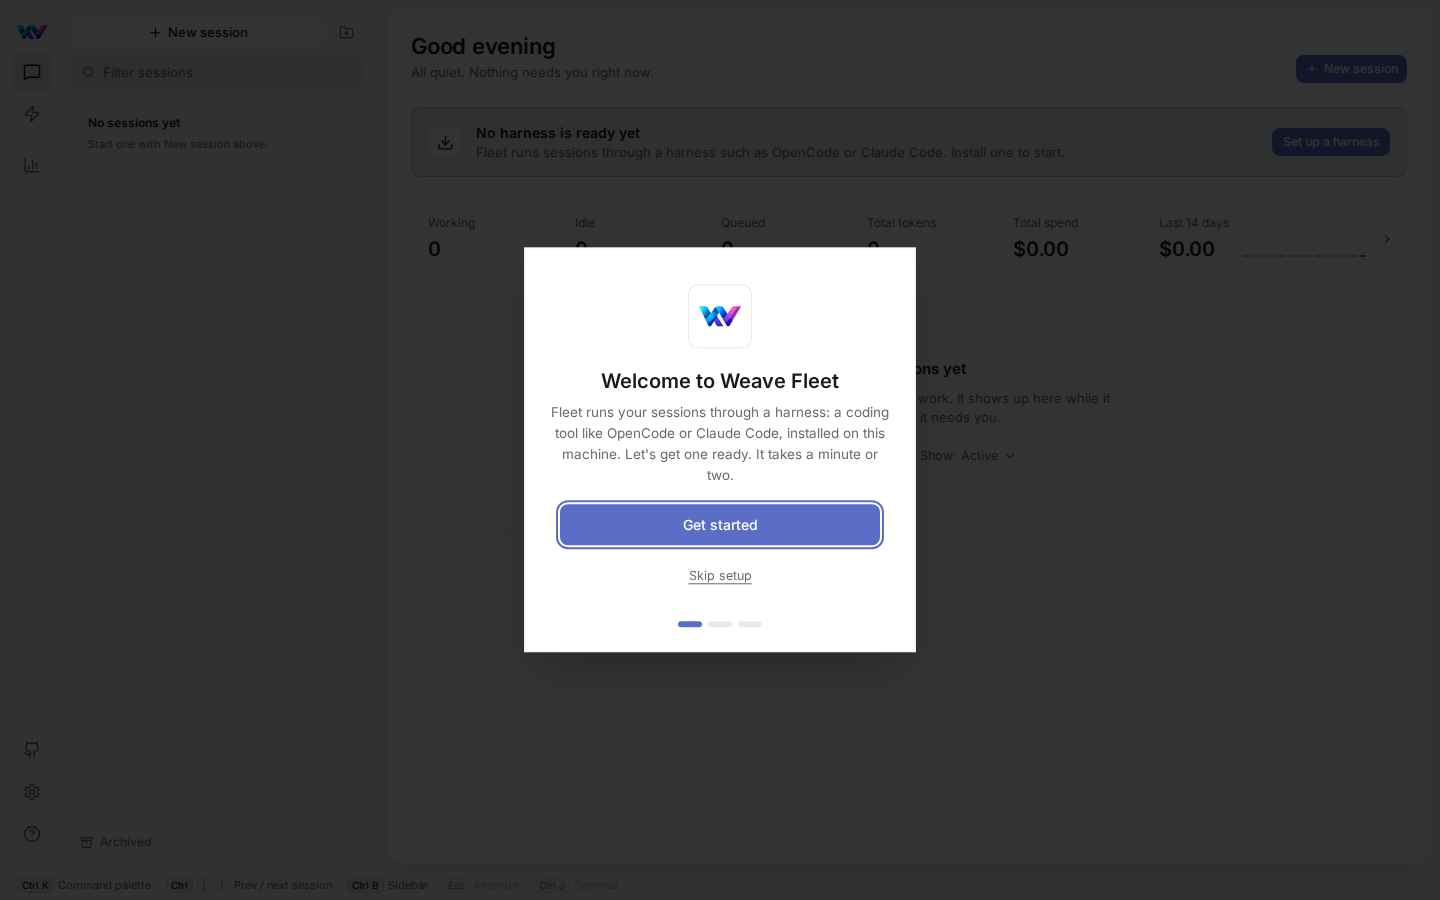 New session
Filter sessions
No sessions yet
Start one with New session above.
Archived
Good evening
All quiet. Nothing needs you right now.
New session
No harness is ready yet
Fleet runs sessions through a harness such as OpenCode or Claude Code. Install one to start.
Set up a harness
Working
Idle
Queued
Total tokens
Total spend
Last 14 days
0
$0.00
$0.00
ons yet
work. It shows up here while it
it needs you.
Show: Active
Welcome to Weave Fleet
Fleet runs your sessions through a harness: a coding
tool like OpenCode or Claude Code, installed on this
machine. Let's get one ready. It takes a minute or
two.
Get started
Skip setup
Ctrl K Command palette Ctrl [ ] Prev / next session Ctrl B Sidebar Esc Interrupt Ctrl J Terminal